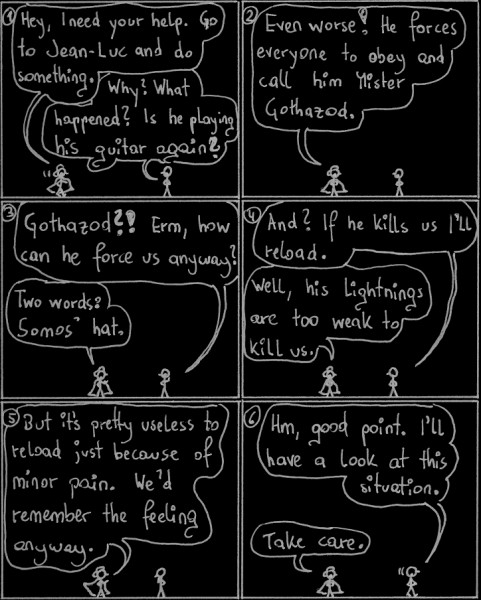 1
Hey, I need your help. Go
to Jean-Luc and do
something.
Why? What
happened? Is he playing
his guitar again?
2
Even worse! He forces
everyone to obey and
call him Mister
Gothazod.
3
Gothazod?! Erm, how
can he force us anyway?
Two words:
Somos' hat.
4
And? If he kills us I'll
reload.
Well, his Lightnings
are too weak to
kill us.
5
But it's pretty useless to
reload just because of
minor pain. We'd
remember the feeling
anyway.
6
Hm, good point. I'll
have a look at this
situation.
Take care.